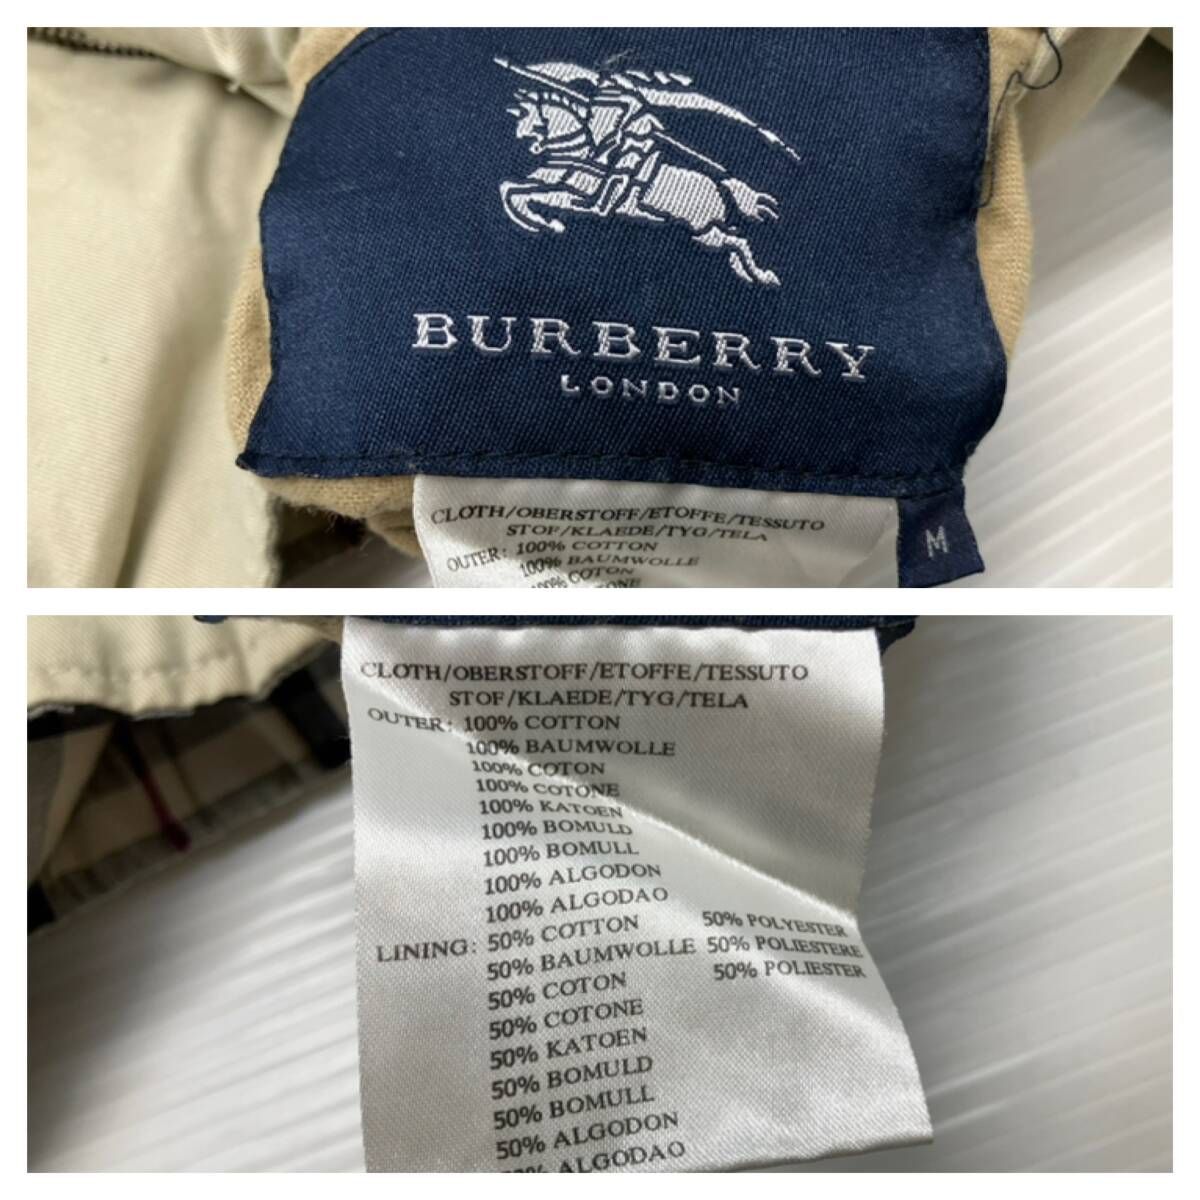 BURBERRY
LONDON
M
CLOTH/OBERSTOFF/ETOFFE/TESSUTO
STOF/KLAEDE/TYG/TELA
OUTER: 100% COTTON
100% BAUMWOLLE
100% COTON
CLOTH/OBERSTOFF/ETOFFE/TESSUTO
STOF/KLAEDE/TYG/TELA
OUTER: 100% COTTON
100% BAUMWOLLE
100% COTON
100% COTONE
100% KATOEN
100% BOMULD
100% BOMULL
100% ALGODON
100% ALGODAO
LINING: 50% COTTON 50% POLYESTER
50% BAUMWOLLE 50% POLIESTERE
50% COTON 50% POLIESTER
50% COTONE
50% KATOEN
50% BOMULD
50% BOMULL
50% ALGODON
ALGODAO